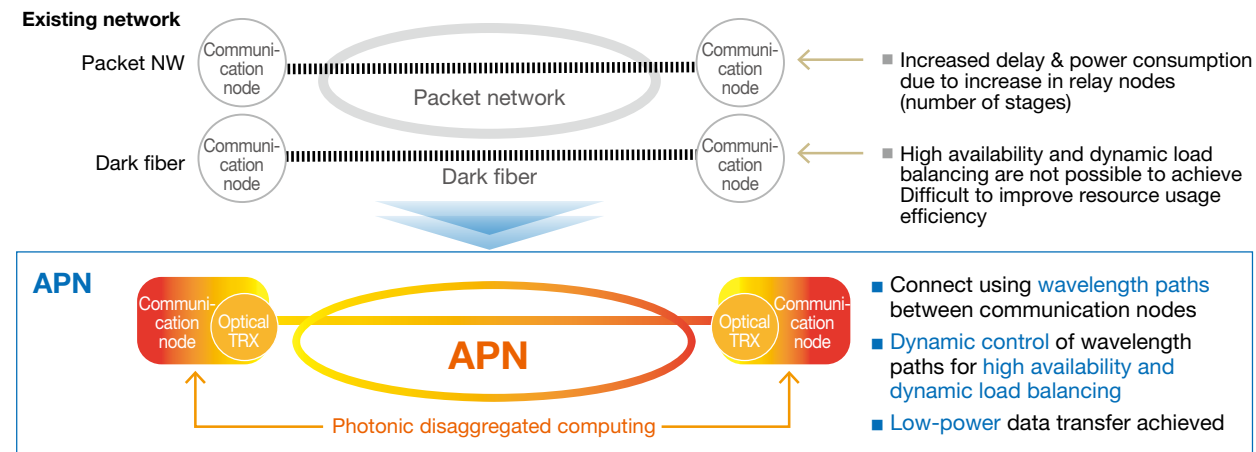 Existing network
Packet NW
Communi-
cation
node
Packet network
Communi-
cation
node
■ Increased delay & power consumption
due to increase in relay nodes
(number of stages)
Dark fiber
Communi-
cation
node
Dark fiber
Communi-
cation
node
■ High availability and dynamic load
balancing are not possible to achieve
Difficult to improve resource usage
efficiency
APN
Communi-
cation
node
Optical
TRX
APN
Optical
TRX
Communi-
cation
node
Photonic disaggregated computing
■ Connect using wavelength paths
between communication nodes
■ Dynamic control of wavelength
paths for high availability and
dynamic load balancing
■ Low-power data transfer achieved